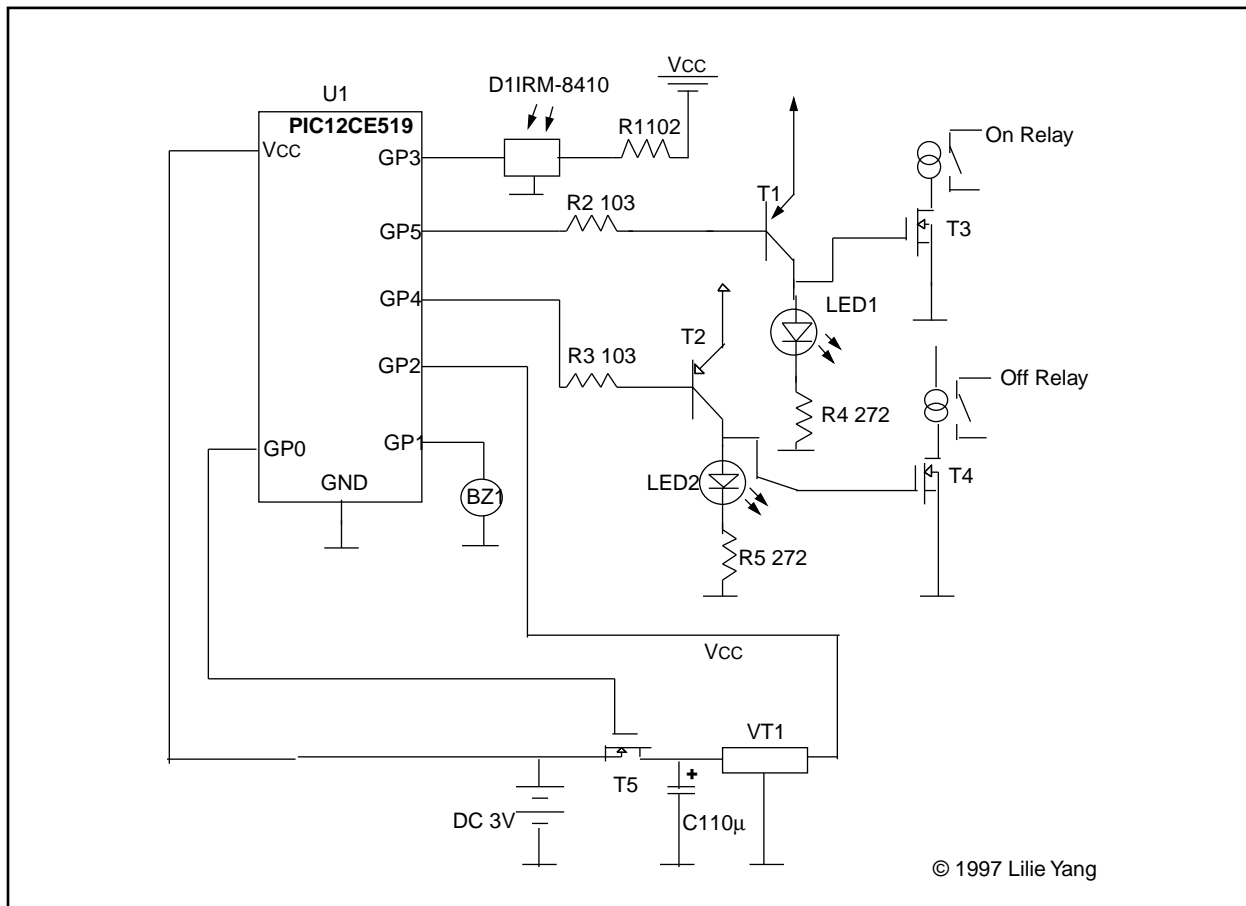 VCC
D1IRM-8410
U1
PIC12CE519
R1102
VCC
GP3
On Relay
T1
R2 103
GP5
T3
GP4
LED1
T2
R3 103
GP2
Off Relay
R4 272
GP0
GP1
T4
GND
BZ1
LED2
R5 272
VCC
VT1
T5
DC 3V
+
C110µ
© 1997 Lilie Yang